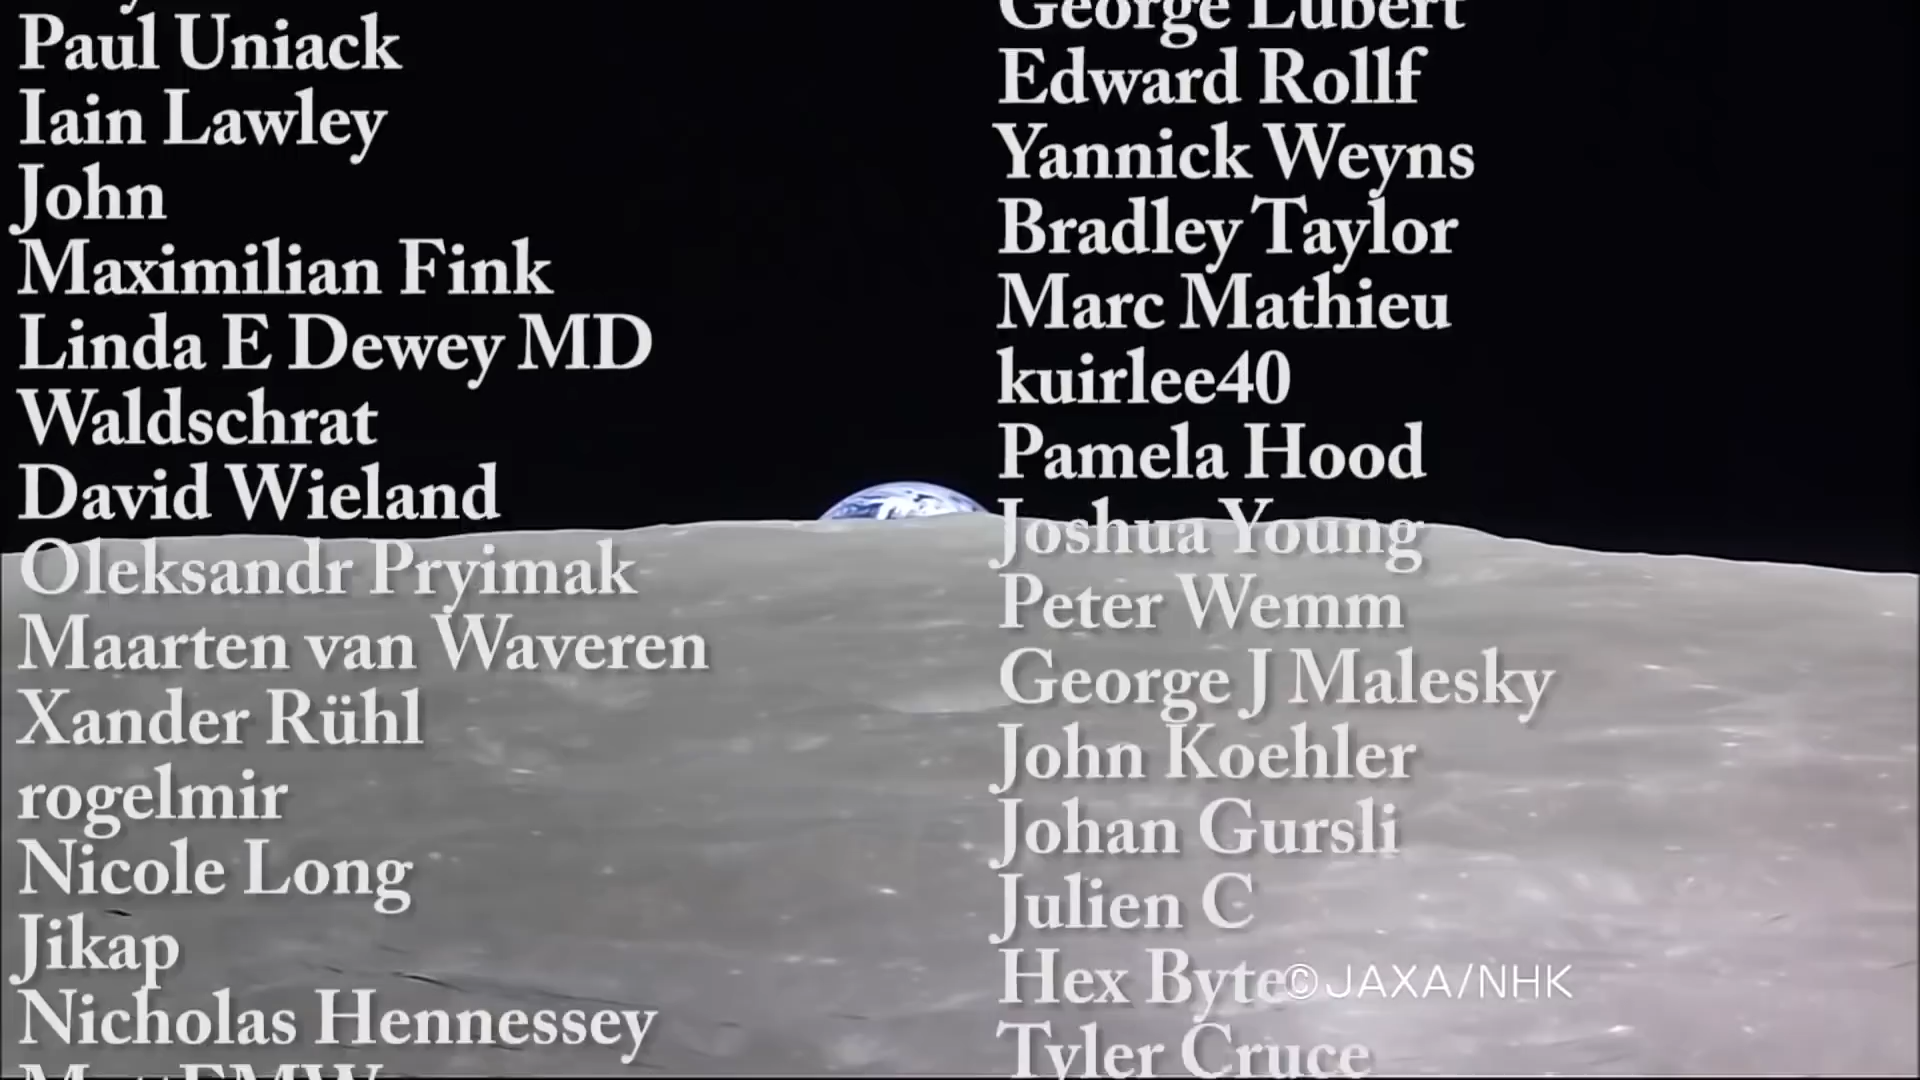 Paul Uniack
Iain Lawley
John
Maximilian Fink
Linda E Dewey MD
Waldschrat
David Wieland
Oleksandr Pryimak
Maarten van Waveren
Xander Rühl
rogelmir
Nicole Long
Jikap
Nicholas Hennessey
George Lubert
Edward Rollf
Yannick Weyns
Bradley Taylor
Marc Mathieu
kuirlee40
Pamela Hood
Joshua Young
Peter Wemm
George J Malesky
John Koehler
Johan Gursli
Julien C
Hex Byte
©JAXA/NHK
Tyler Cruce